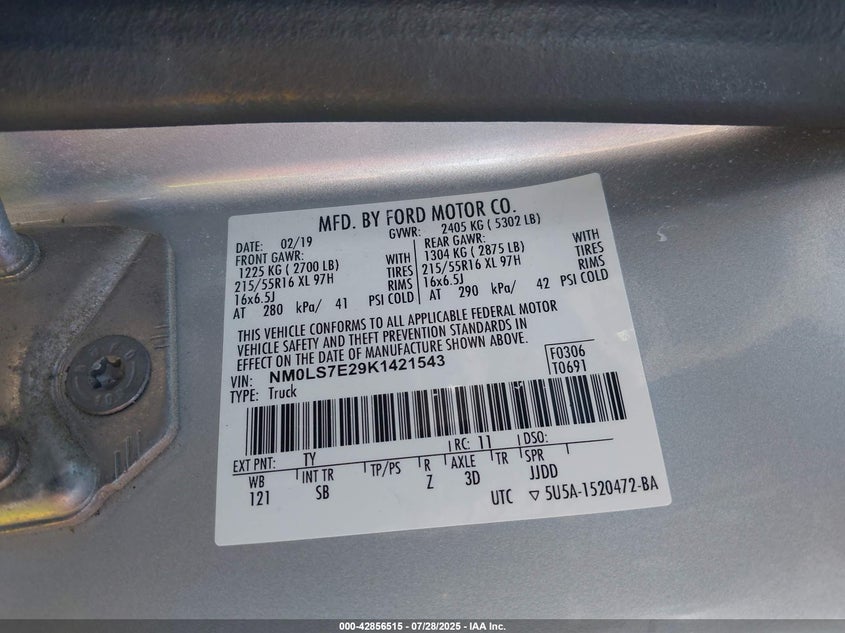 MFD. BY FORD MOTOR CO.
DATE: 02/19 GVWR: 2405 KG ( 5302 LB)
FRONT GAWR: REAR GAWR:
1225 KG ( 2700 LB) WITH 1304 KG ( 2875 LB) WITH
215/55R16 XL 97H TIRES 215/55R16 XL 97H TIRES
16x6.5J RIMS 16x6.5J RIMS
AT 280 kPa/ 41 PSI COLD AT 290 kPa/ 42 PSI COLD
THIS VEHICLE CONFORMS TO ALL APPLICABLE FEDERAL MOTOR
VEHICLE SAFETY AND THEFT PREVENTION STANDARDS IN
EFFECT ON THE DATE OF MANUFACTURE SHOWN ABOVE.
VIN: NM0LS7E29K1421543 F0306
TYPE: Truck T0691
EXT PNT: TY RC: 11 DSO:
WB INT TR TP/PS R AXLE TR SPR
121 SB Z 3D JJDD
UTC ▽ 5U5A-1520472-BA
000-42856515 / 07/28/2025 - IAA Inc.